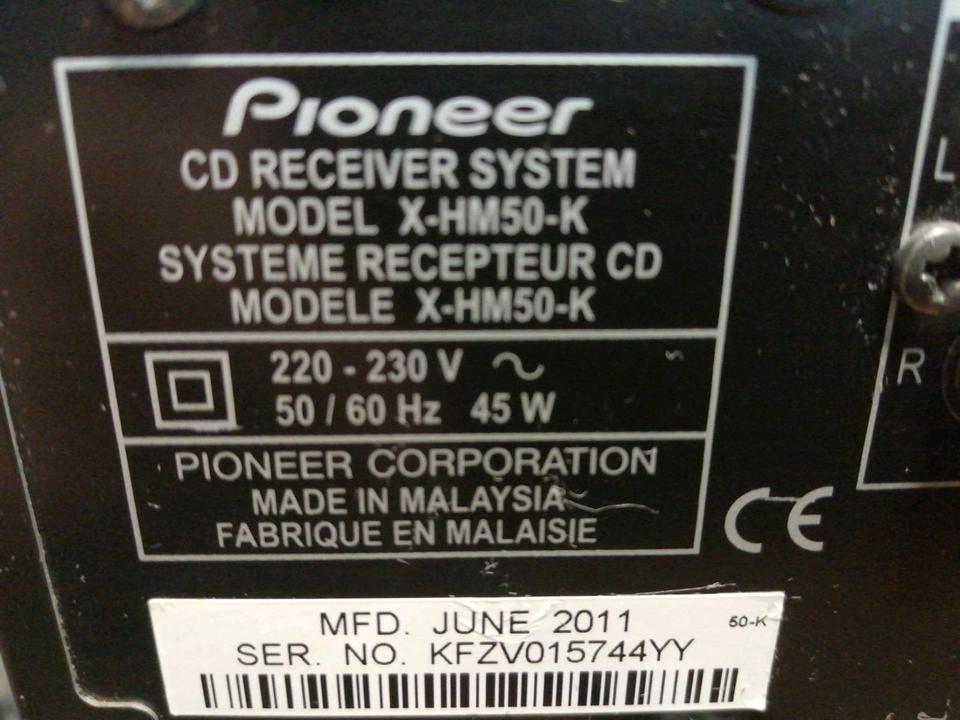 Pioneer
CD RECEIVER SYSTEM
MODEL X-HM50-K
SYSTEME RECEPTEUR CD
MODELE X-HM50-K
220 - 230 V ~
50 / 60 Hz 45 W
PIONEER CORPORATION
MADE IN MALAYSIA
FABRIQUE EN MALAISIE
CE
L
R
MFD. JUNE 2011 50-K
SER. NO. KFZV015744YY